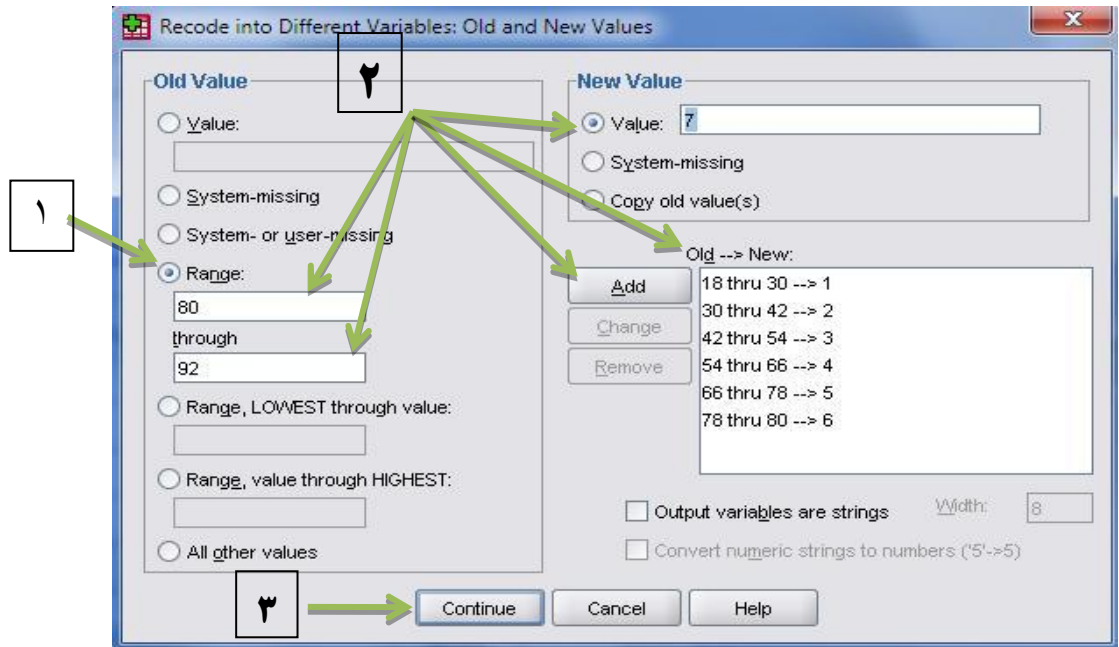 Recode into Different Variables: Old and New Values
٢
١
٣
Old Value
Value:
System-missing
System- or user-missing
Range:
80
through
92
Range, LOWEST through value:
Range, value through HIGHEST:
All other values
New Value
Value: 7
System-missing
Copy old value(s)
Old --> New:
Add
Change
Remove
18 thru 30 --> 1
30 thru 42 --> 2
42 thru 54 --> 3
54 thru 66 --> 4
66 thru 78 --> 5
78 thru 80 --> 6
Output variables are strings Width: 8
Convert numeric strings to numbers ('5'->5)
Continue Cancel Help